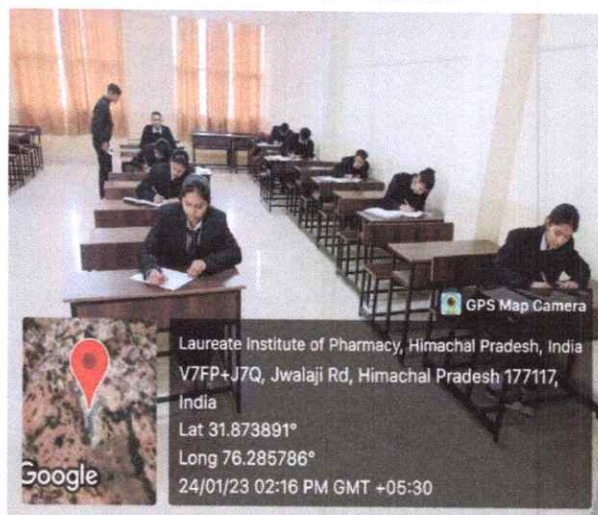 GPS Map Camera
Laureate Institute of Pharmacy, Himachal Pradesh, India
V7FP+J7Q, Jwalaji Rd, Himachal Pradesh 177117,
India
Lat 31.873891°
Long 76.285786°
24/01/23 02:16 PM GMT +05:30
Google